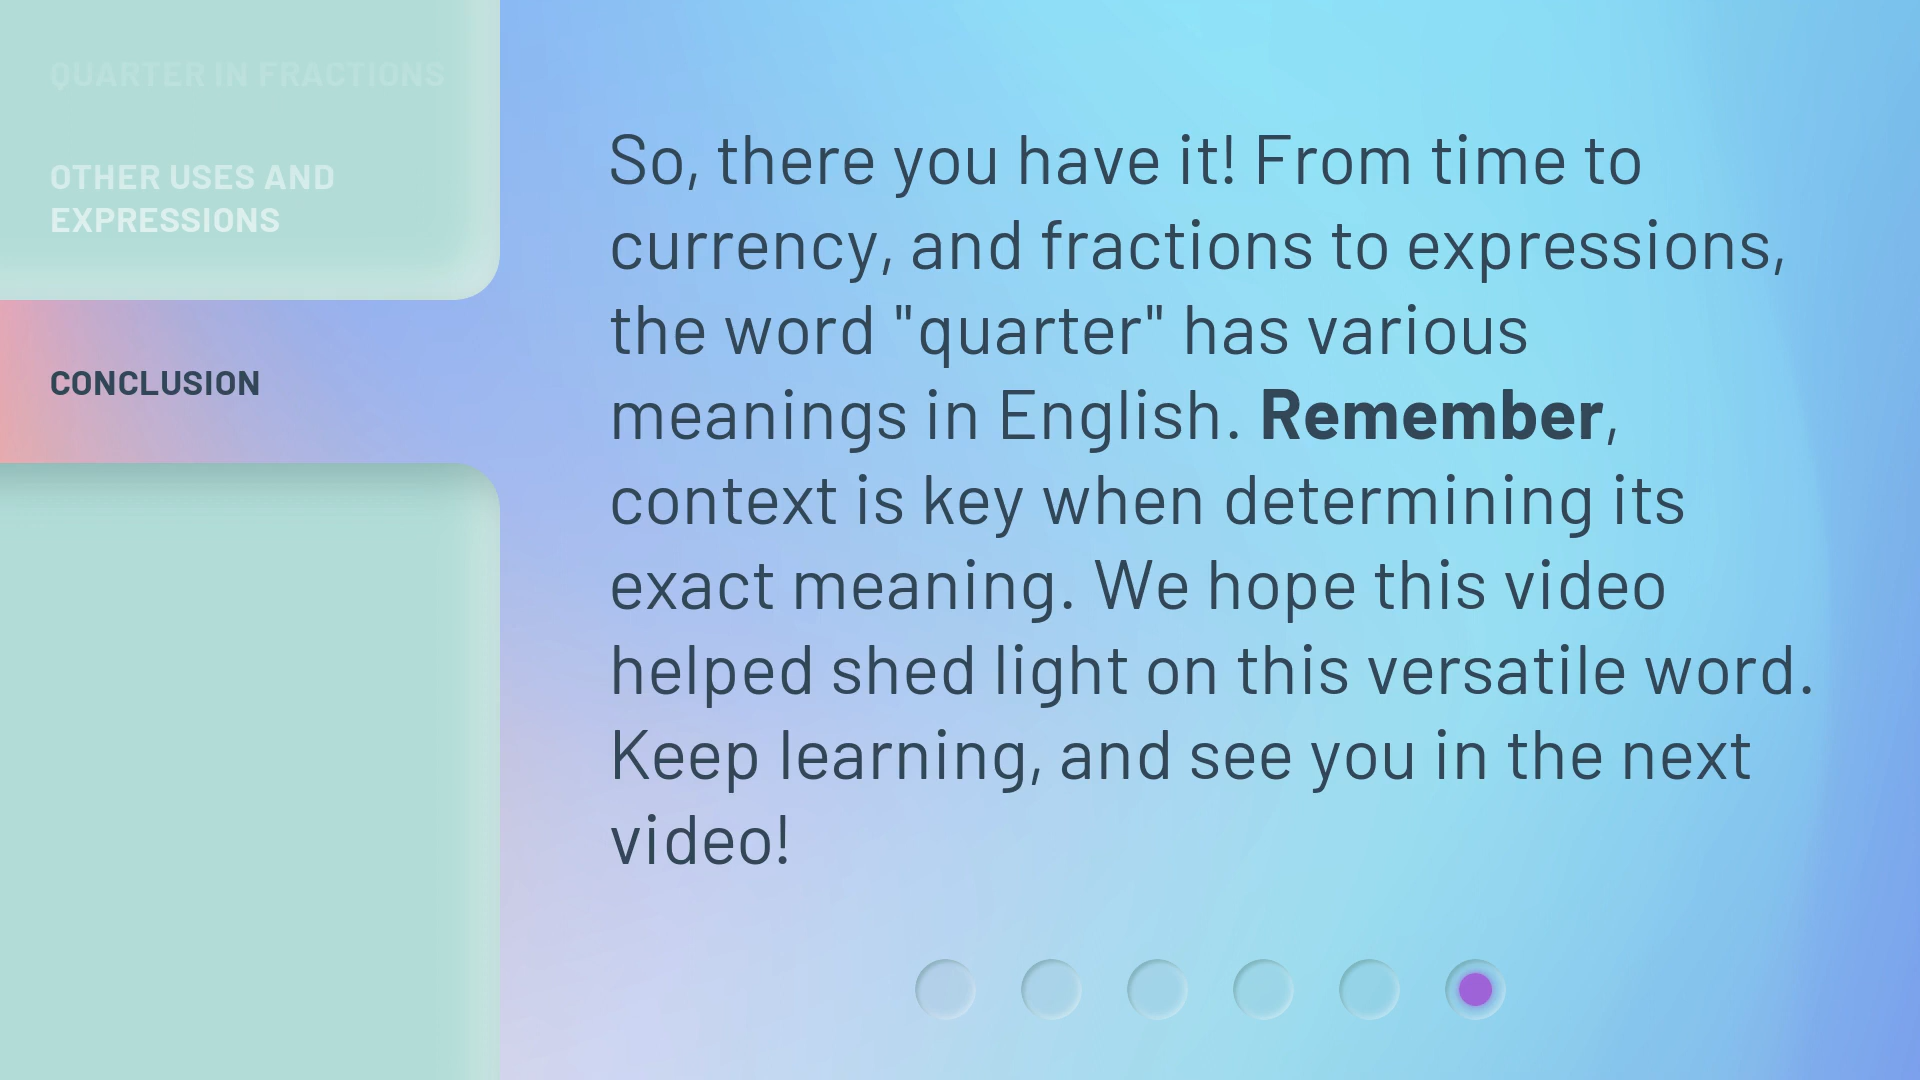 QUARTER IN FRACTIONS
OTHER USES AND
EXPRESSIONS
CONCLUSION
So, there you have it! From time to
currency, and fractions to expressions,
the word "quarter" has various
meanings in English. Remember,
context is key when determining its
exact meaning. We hope this video
helped shed light on this versatile word.
Keep learning, and see you in the next
video!